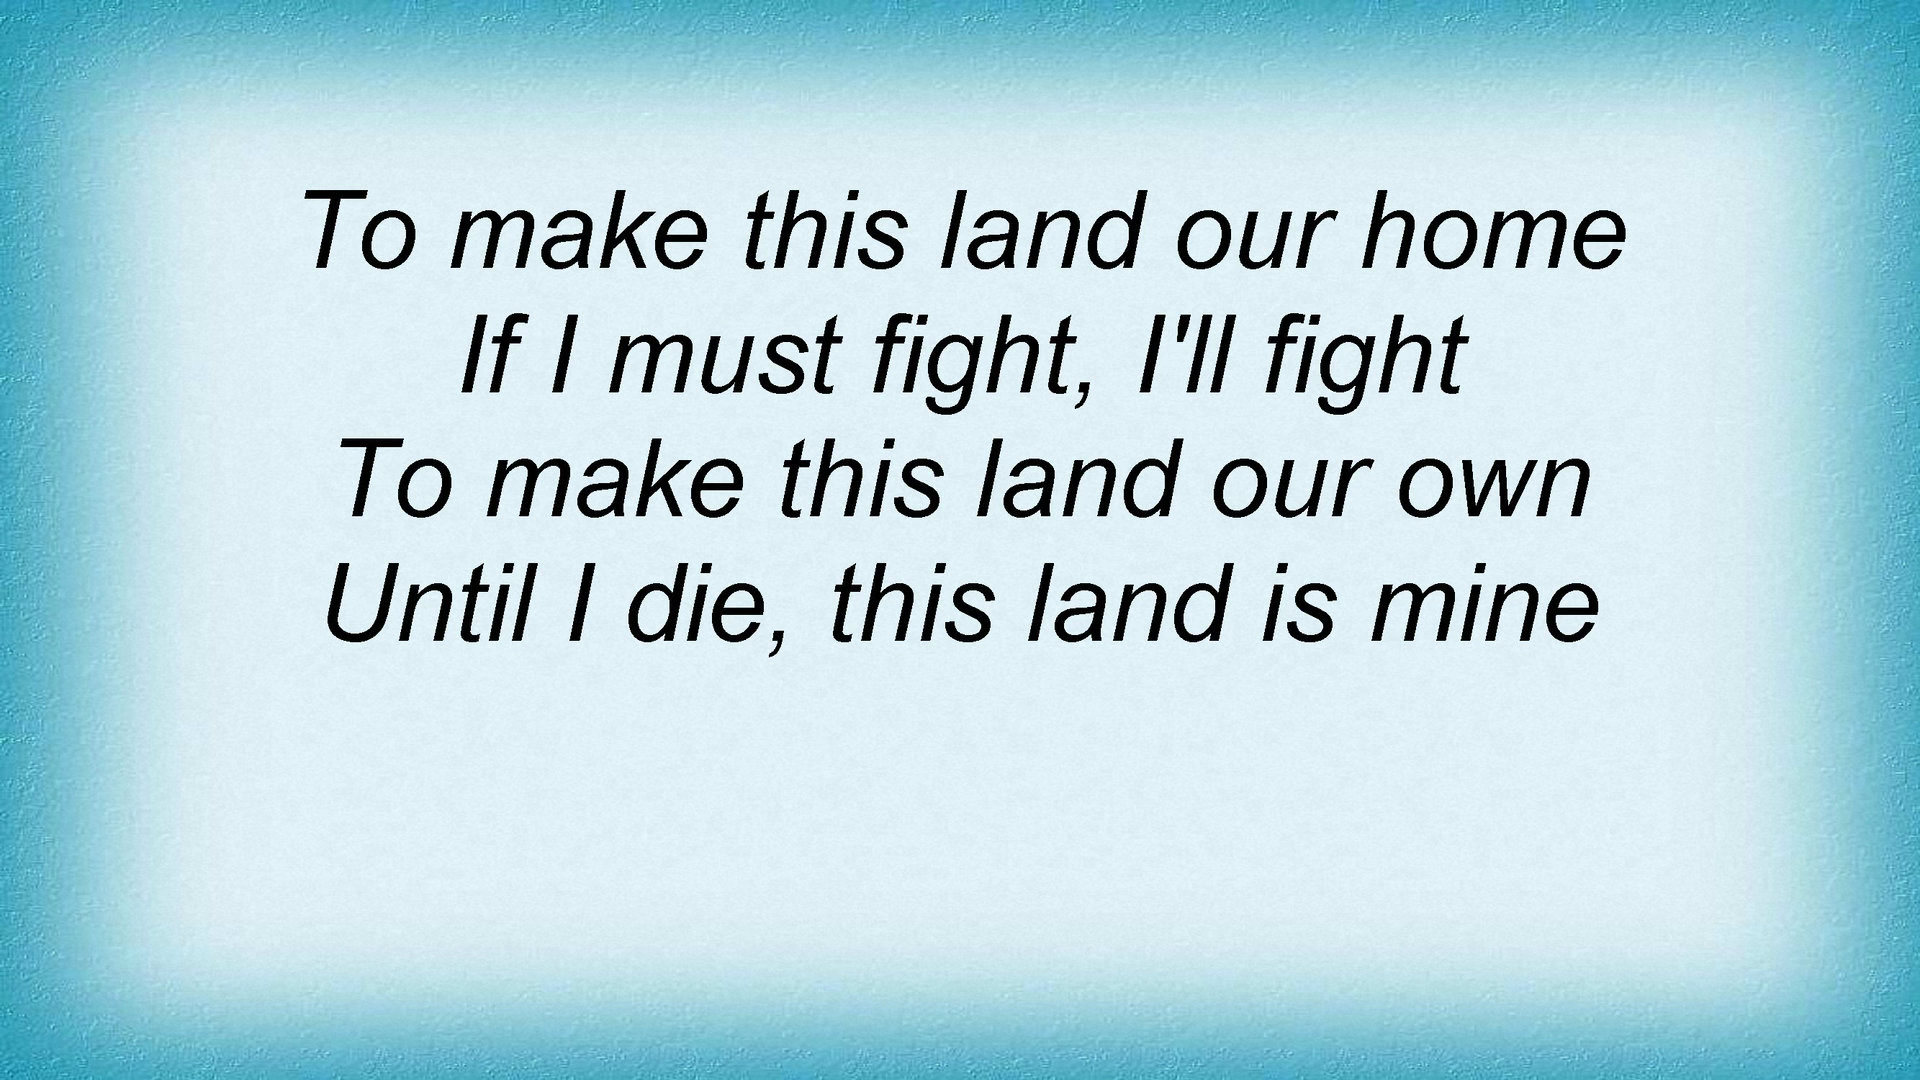 To make this land our home
If I must fight, I'll fight
To make this land our own
Until I die, this land is mine